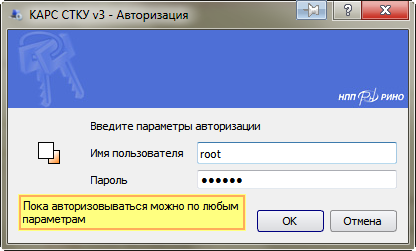 КАРС СТКУ v3 - Авторизация
НПП РИНО
Введите параметры авторизации
Имя пользователя root
Пароль ●●●●●●
Пока авторизовываться можно по любым
параметрам
OK Отмена